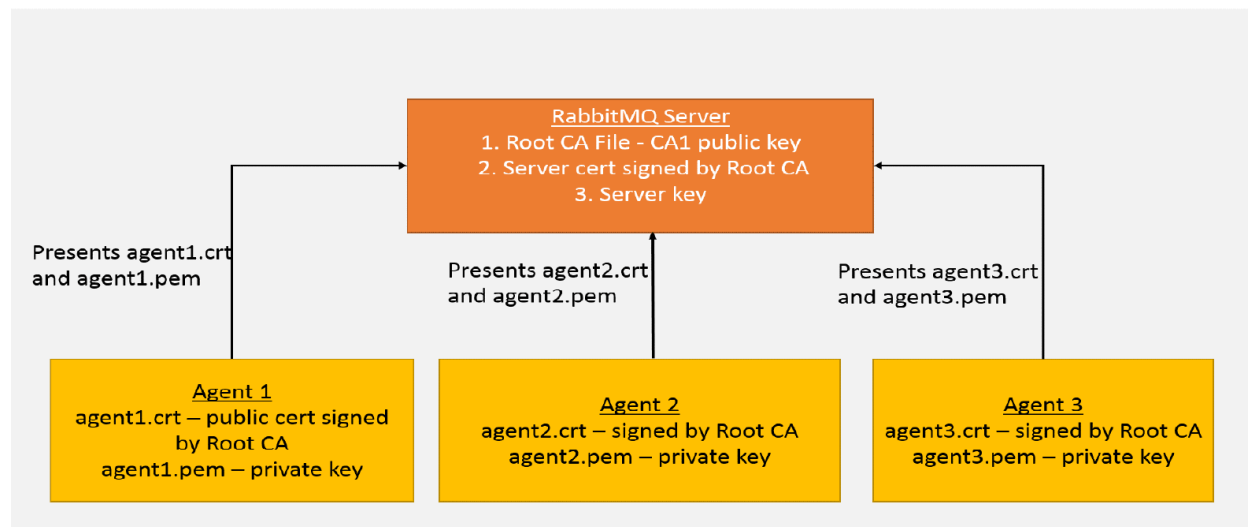 RabbitMQ Server
1. Root CA File - CA1 public key
2. Server cert signed by Root CA
3. Server key
Presents agent1.crt
and agent1.pem
Presents agent2.crt
and agent2.pem
Presents agent3.crt
and agent3.pem
Agent 1
agent1.crt – public cert signed
by Root CA
agent1.pem – private key
Agent 2
agent2.crt – signed by Root CA
agent2.pem – private key
Agent 3
agent3.crt – signed by Root CA
agent3.pem – private key